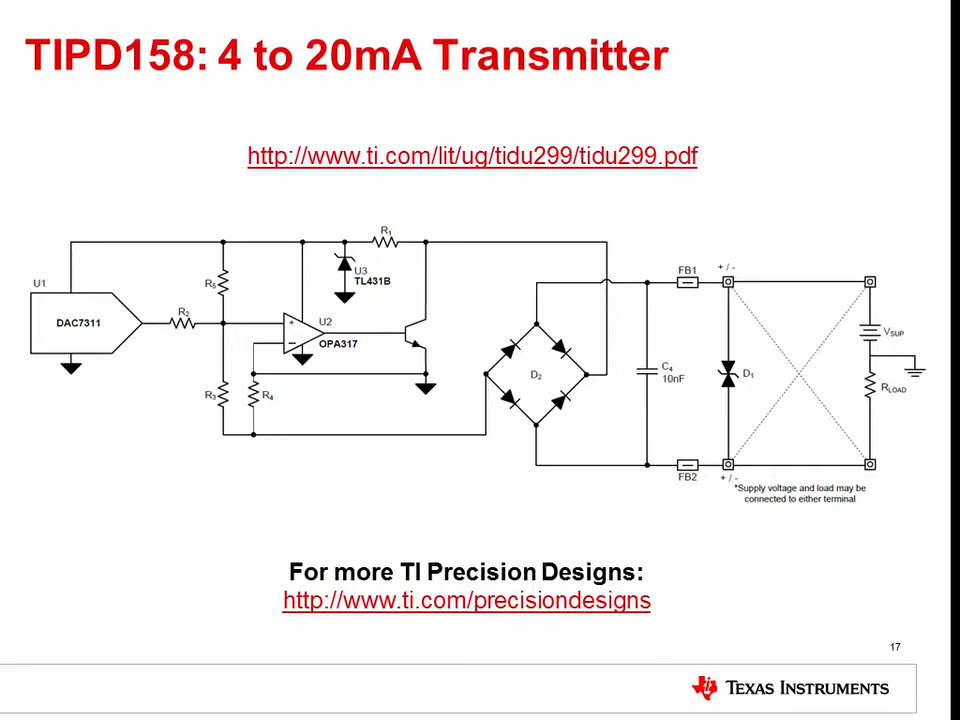 TIPD158: 4 to 20mA Transmitter
http://www.ti.com/lit/ug/tidu299/tidu299.pdf
R1
U3
TL431B
U1
DAC7311
R5
R2
+
−
U2
OPA317
R3
R4
D2
C4
10nF
FB1
+ / -
D1
VSUP
RLOAD
FB2
+ / -
*Supply voltage and load may be
connected to either terminal
For more TI Precision Designs:
http://www.ti.com/precisiondesigns
17
TEXAS INSTRUMENTS